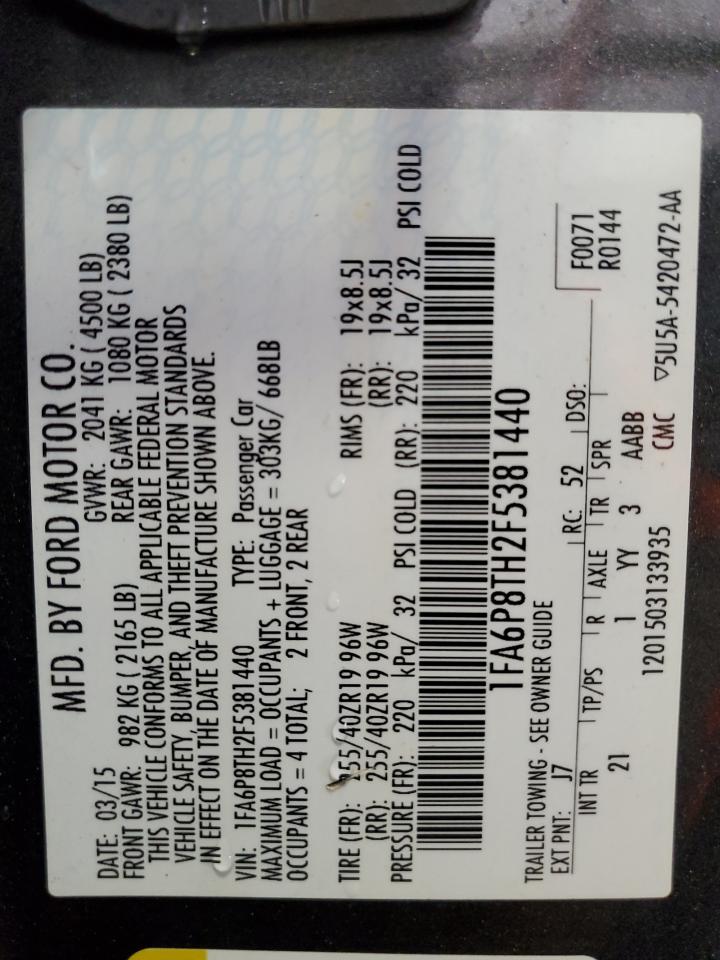 MFD. BY FORD MOTOR CO.
DATE: 03/15 GVWR: 2041 KG ( 4500 LB)
FRONT GAWR: 982 KG ( 2165 LB) REAR GAWR: 1080 KG ( 2380 LB)
THIS VEHICLE CONFORMS TO ALL APPLICABLE FEDERAL MOTOR
VEHICLE SAFETY, BUMPER, AND THEFT PREVENTION STANDARDS
IN EFFECT ON THE DATE OF MANUFACTURE SHOWN ABOVE.
VIN: 1FA6P8TH2F5381440 TYPE: Passenger Car
MAXIMUM LOAD = OCCUPANTS + LUGGAGE = 303KG/ 668LB
OCCUPANTS = 4 TOTAL; 2 FRONT, 2 REAR
TIRE (FR): 255/40ZR19 96W RIMS (FR): 19x8.5J
(RR): 255/40ZR19 96W (RR): 19x8.5J
PRESSURE (FR): 220 kPa/ 32 PSI COLD (RR): 220 kPa/ 32 PSI COLD
1FA6P8TH2F5381440
TRAILER TOWING - SEE OWNER GUIDE
F0071
EXT PNT: J7 RC: 52 DSO: R0144
INT TR TP/PS R AXLE TR SPR
21 1 YY 3 AABB
1201503133935 CMC ▽5U5A-5420472-AA